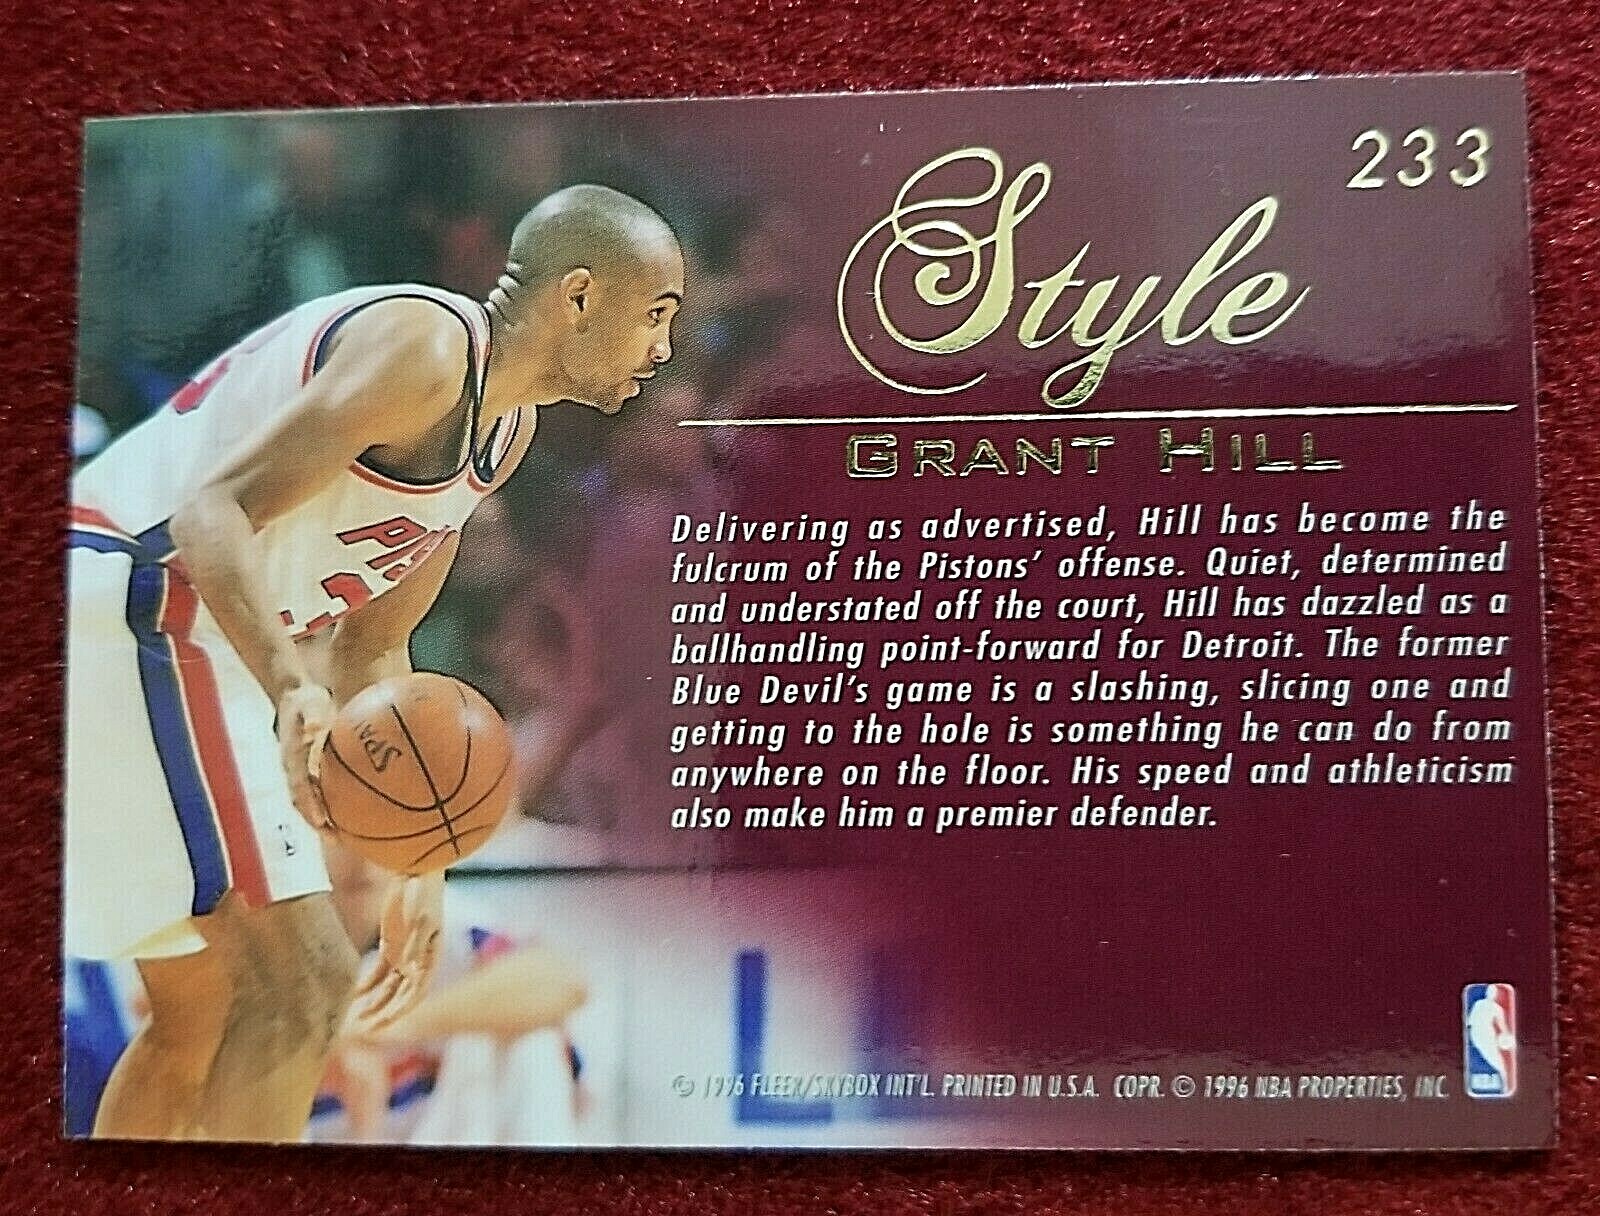 233
Style
GRANT HILL
Delivering as advertised, Hill has become the
fulcrum of the Pistons' offense. Quiet, determined
and understated off the court, Hill has dazzled as a
ballhandling point-forward for Detroit. The former
Blue Devil's game is a slashing, slicing one and
getting to the hole is something he can do from
anywhere on the floor. His speed and athleticism
also make him a premier defender.
© 1996 FLEER/SKYBOX INT'L. PRINTED IN U.S.A. COPR. © 1996 NBA PROPERTIES, INC.